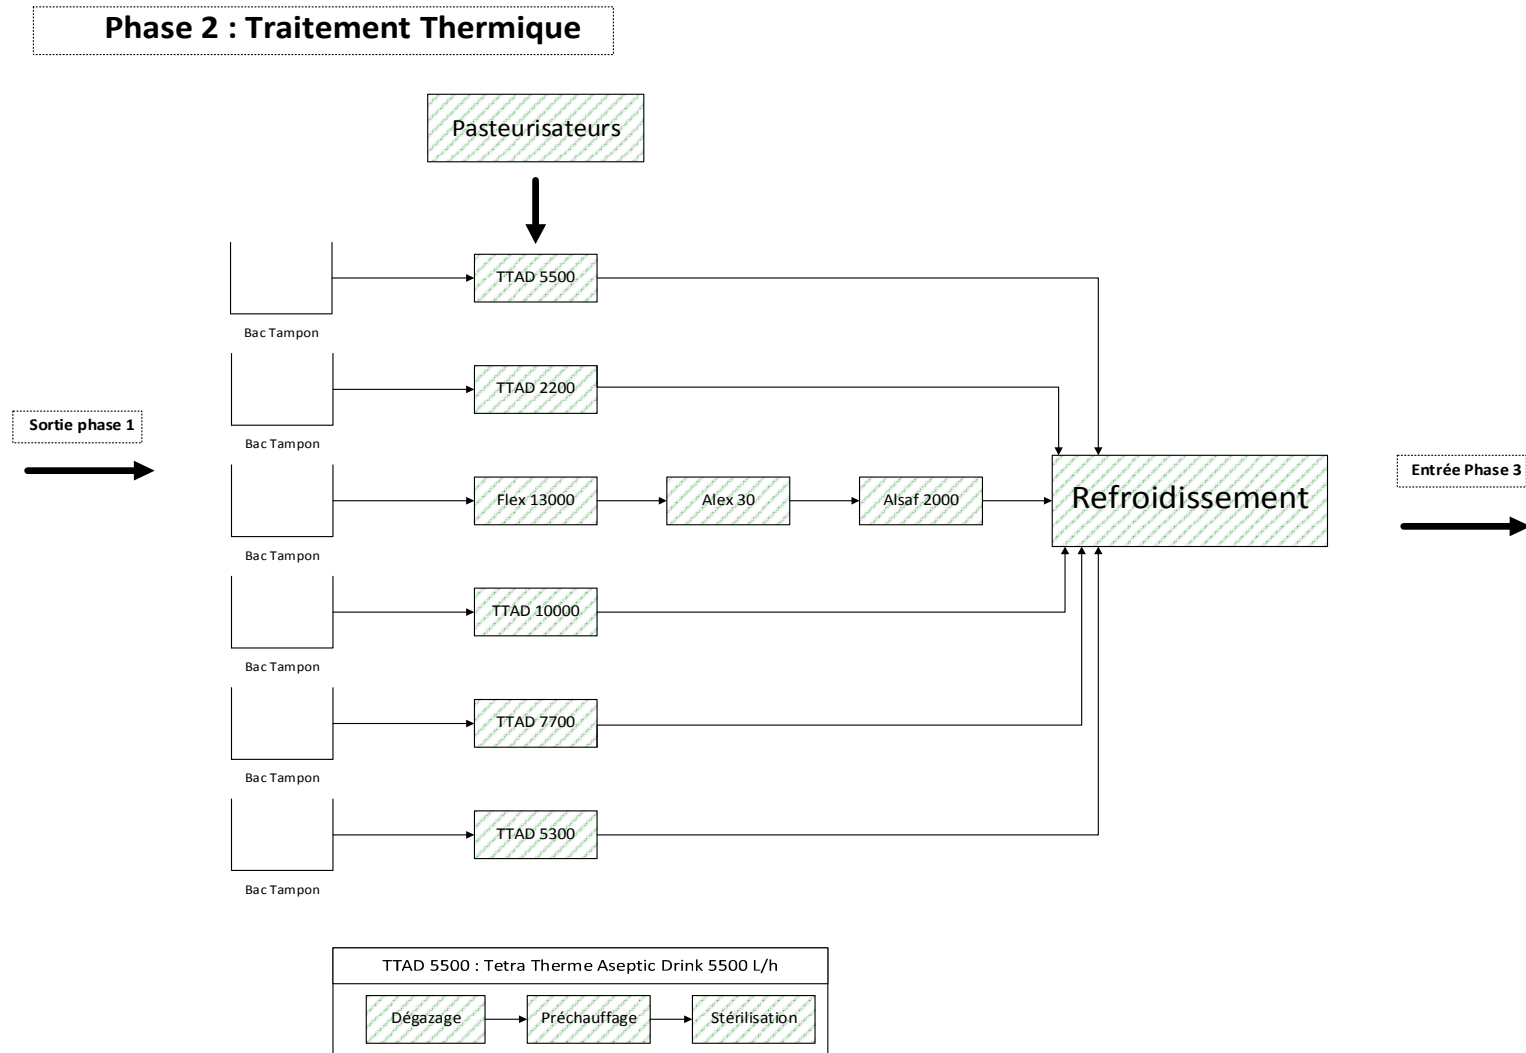 Phase 2 : Traitement Thermique
Pasteurisateurs
TTAD 5500
Bac Tampon
TTAD 2200
Sortie phase 1
Bac Tampon
Flex 13000
Alex 30
Alsaf 2000
Refroidissement
Entrée Phase 3
Bac Tampon
TTAD 10000
Bac Tampon
TTAD 7700
Bac Tampon
TTAD 5300
Bac Tampon
TTAD 5500 : Tetra Therme Aseptic Drink 5500 L/h
Dégazage
Préchauffage
Stérilisation